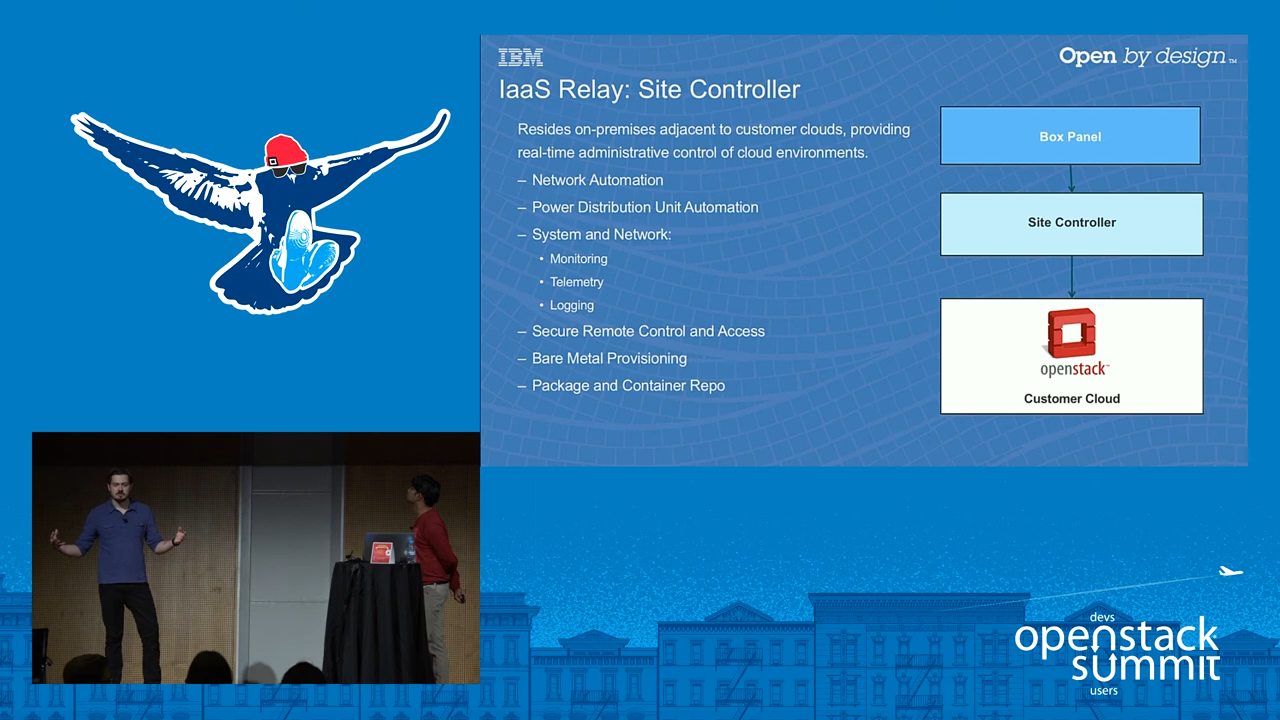 IBM
Open by design™
IaaS Relay: Site Controller
Resides on-premises adjacent to customer clouds, providing
real-time administrative control of cloud environments.
– Network Automation
– Power Distribution Unit Automation
– System and Network:
• Monitoring
• Telemetry
• Logging
– Secure Remote Control and Access
– Bare Metal Provisioning
– Package and Container Repo
Box Panel
Site Controller
openstack™
Customer Cloud
devs
openstack
summit
users